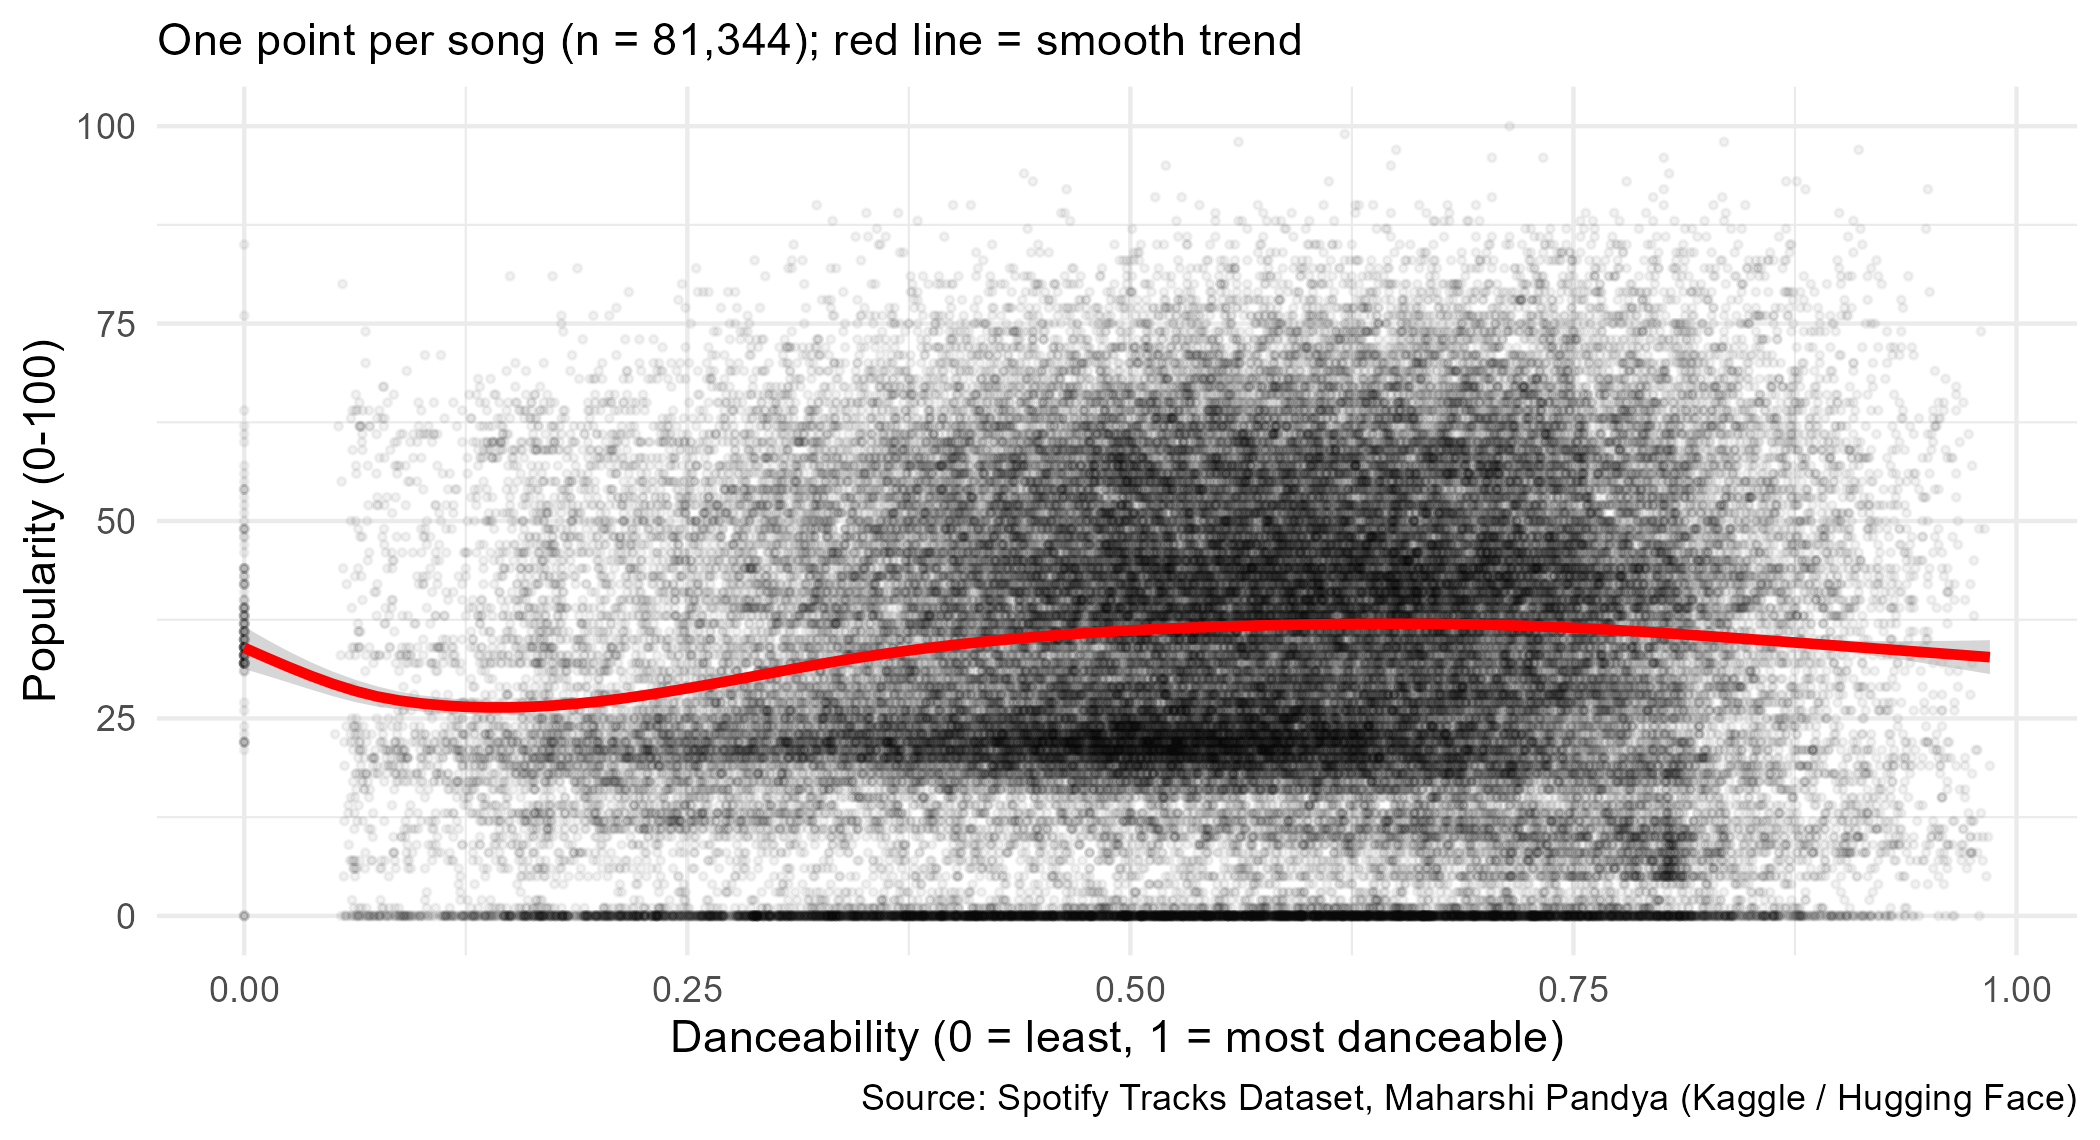 One point per song (n = 81,344); red line = smooth trend
Popularity (0-100)
100
75
50
25
0
0.00 0.25 0.50 0.75 1.00
Danceability (0 = least, 1 = most danceable)
Source: Spotify Tracks Dataset, Maharshi Pandya (Kaggle / Hugging Face)